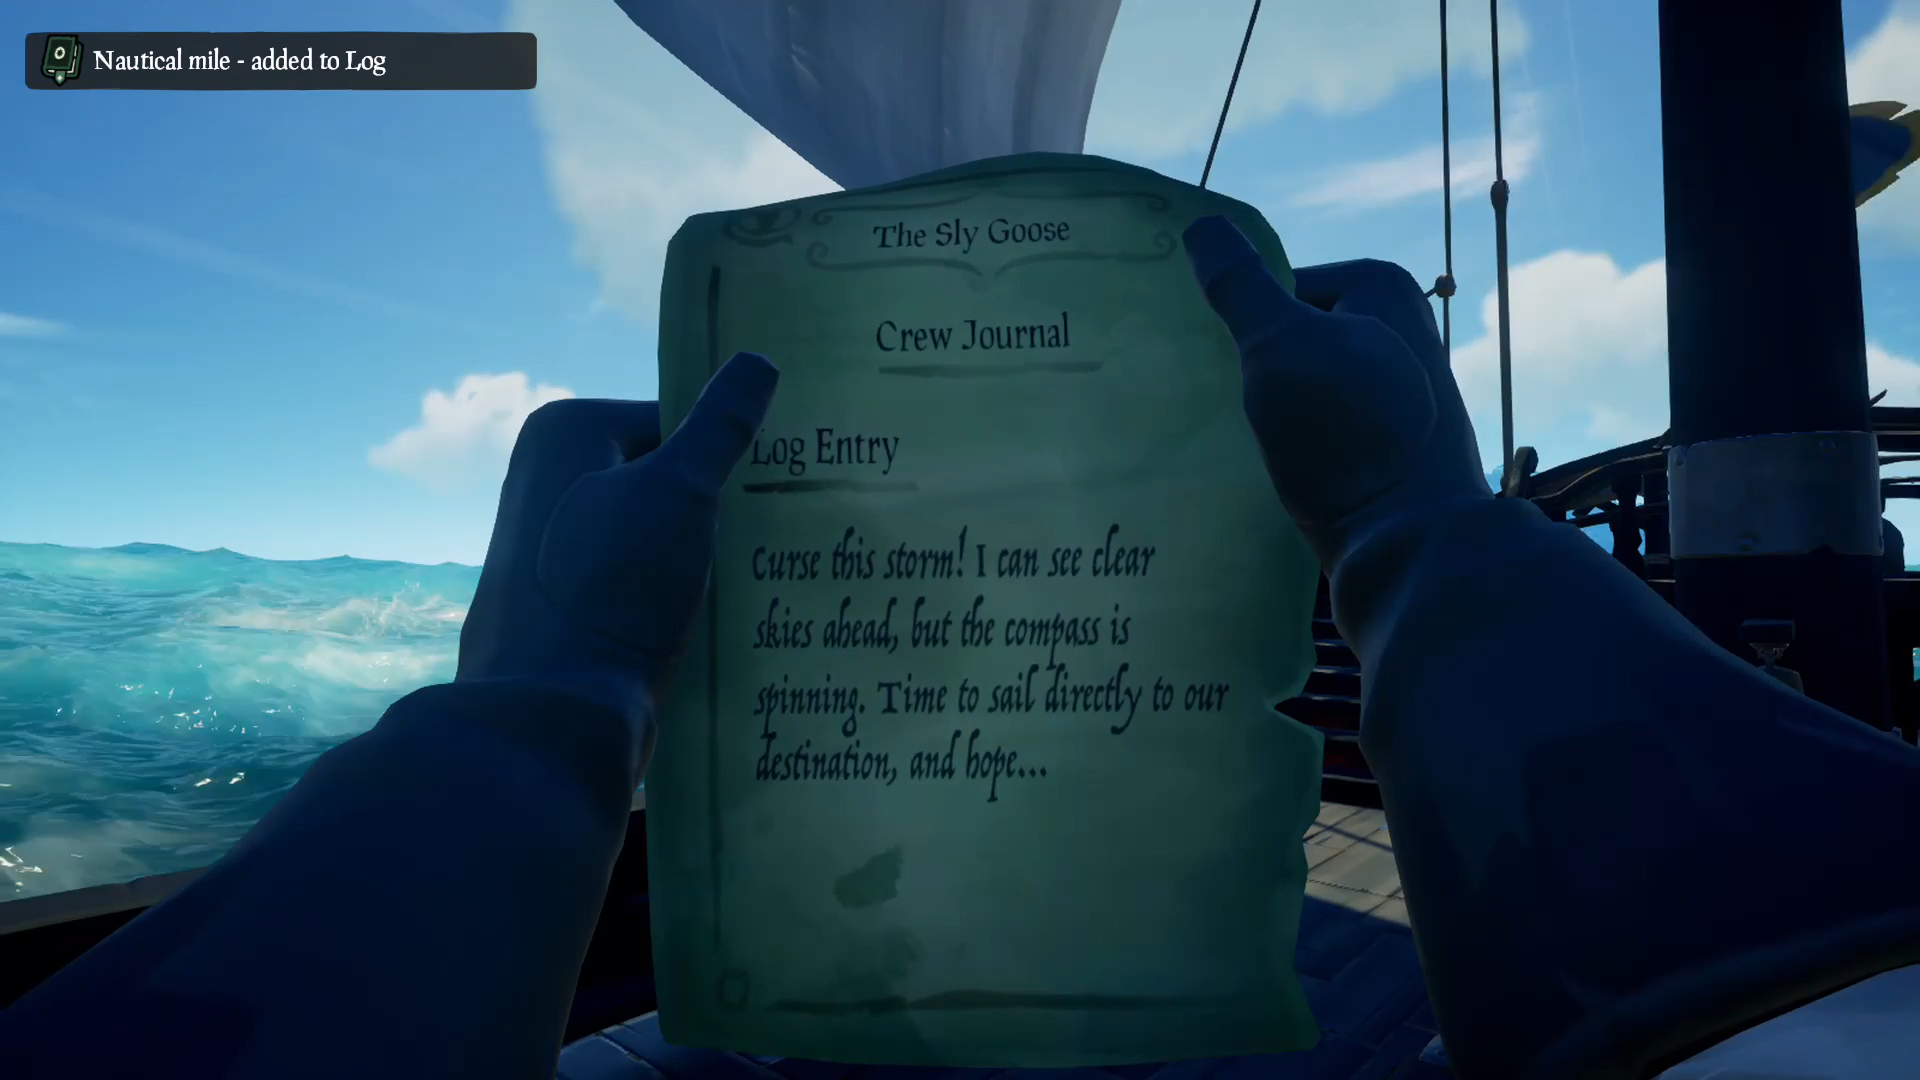 Nautical mile - added to Log
The Sly Goose
Crew Journal
Log Entry
Curse this storm! I can see clear
skies ahead, but the compass is
spinning. Time to sail directly to our
destination, and hope...